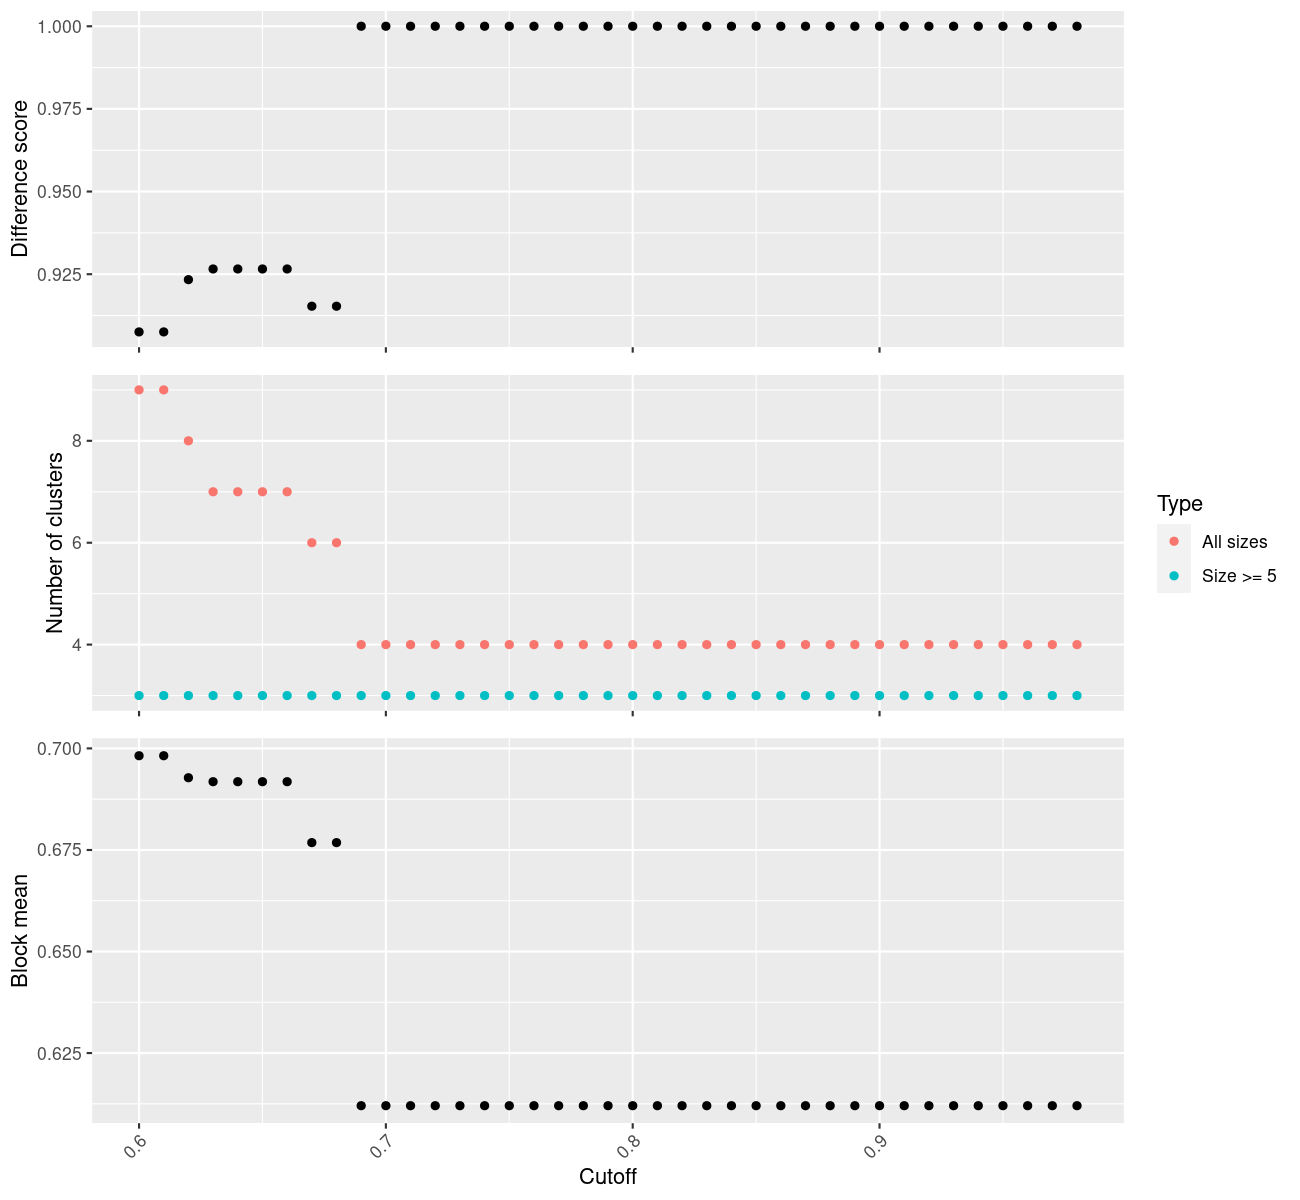 Difference score
1.000
0.975
0.950
0.925
Number of clusters
8
6
4
Type
All sizes
Size >= 5
Block mean
0.700
0.675
0.650
0.625
0.6
0.7
0.8
0.9
Cutoff